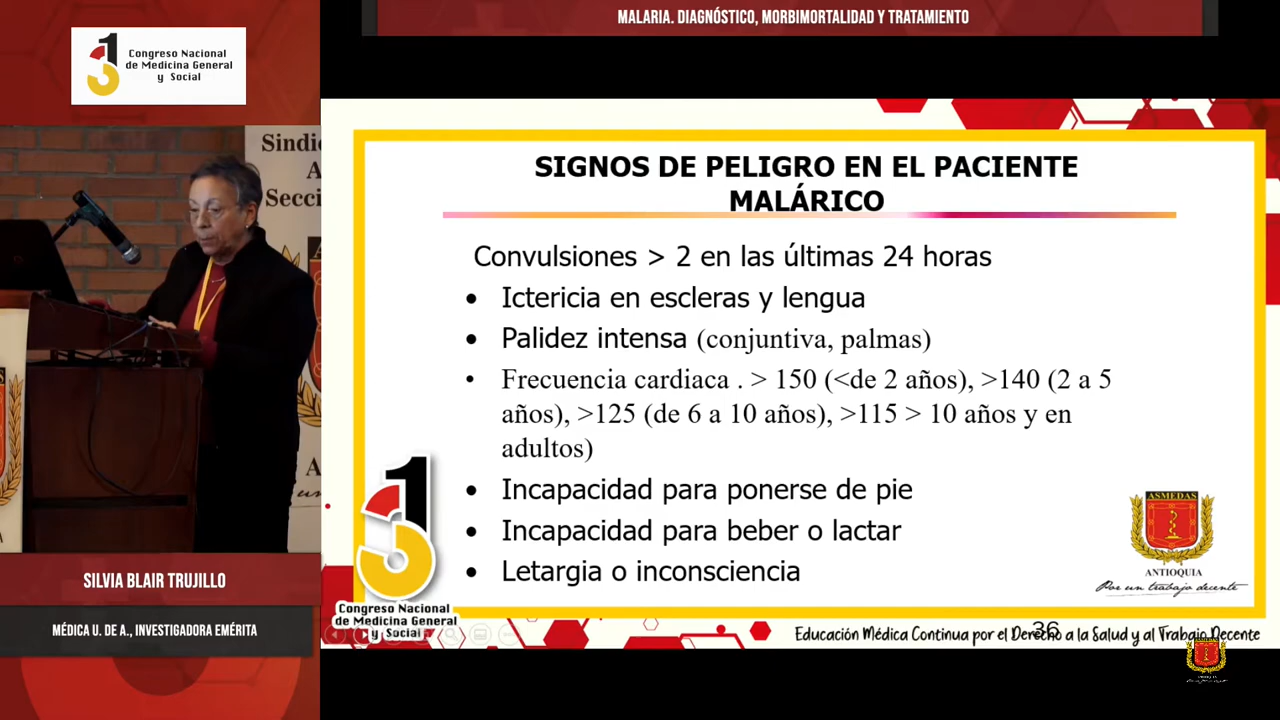 MALARIA. DIAGNÓSTICO, MORBIMORTALIDAD Y TRATAMIENTO
Congreso Nacional
de Medicina General
y Social
Sindi
A
Secci
SIGNOS DE PELIGRO EN EL PACIENTE
MALÁRICO
Convulsiones > 2 en las últimas 24 horas
• Ictericia en escleras y lengua
• Palidez intensa (conjuntiva, palmas)
• Frecuencia cardiaca . > 150 (<de 2 años), >140 (2 a 5
años), >125 (de 6 a 10 años), >115 > 10 años y en
adultos)
• Incapacidad para ponerse de pie
• Incapacidad para beber o lactar
• Letargia o inconsciencia
ASMEDAS
ANTIOQUIA
Por un trabajo decente
Congreso Nacional
de Medicina General
y Social
36
Educación Médica Continua por el Derecho a la Salud y al Trabajo Decente
SILVIA BLAIR TRUJILLO
MÉDICA U. DE A., INVESTIGADORA EMÉRITA